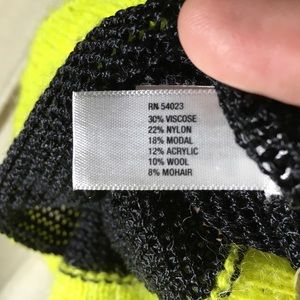 RN 54023
30% VISCOSE
22% NYLON
18% MODAL
12% ACRYLIC
10% WOOL
8% MOHAIR